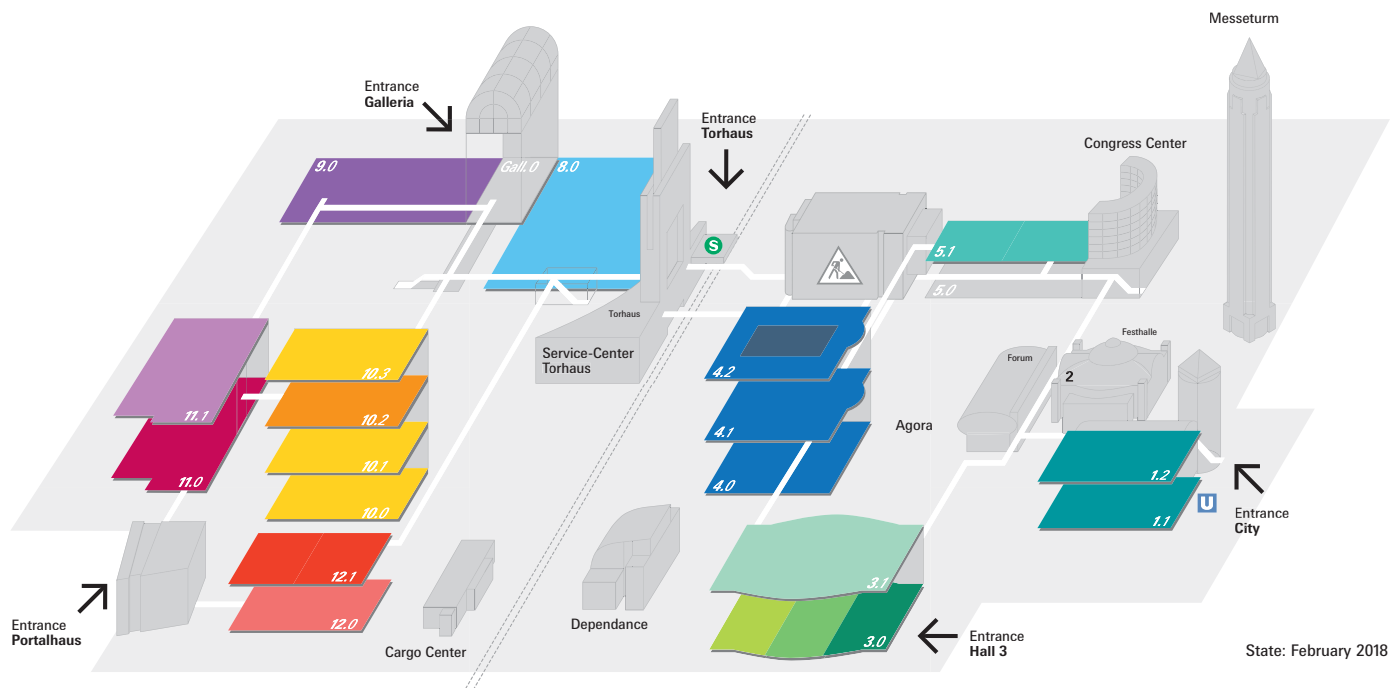 Messeturm
Entrance
Galleria
Entrance
Torhaus
Congress Center
9.0
Gall.0
8.0
S
5.1
5.0
Torhaus
Service-Center
Torhaus
Festhalle
Forum
2
10.3
4.2
11.1
10.2
Agora
4.1
10.1
11.0
1.2
4.0
10.0
U
1.1
Entrance
City
12.1
3.1
12.0
Entrance
Portalhaus
Dependance
3.0
Entrance
Hall 3
Cargo Center
State: February 2018